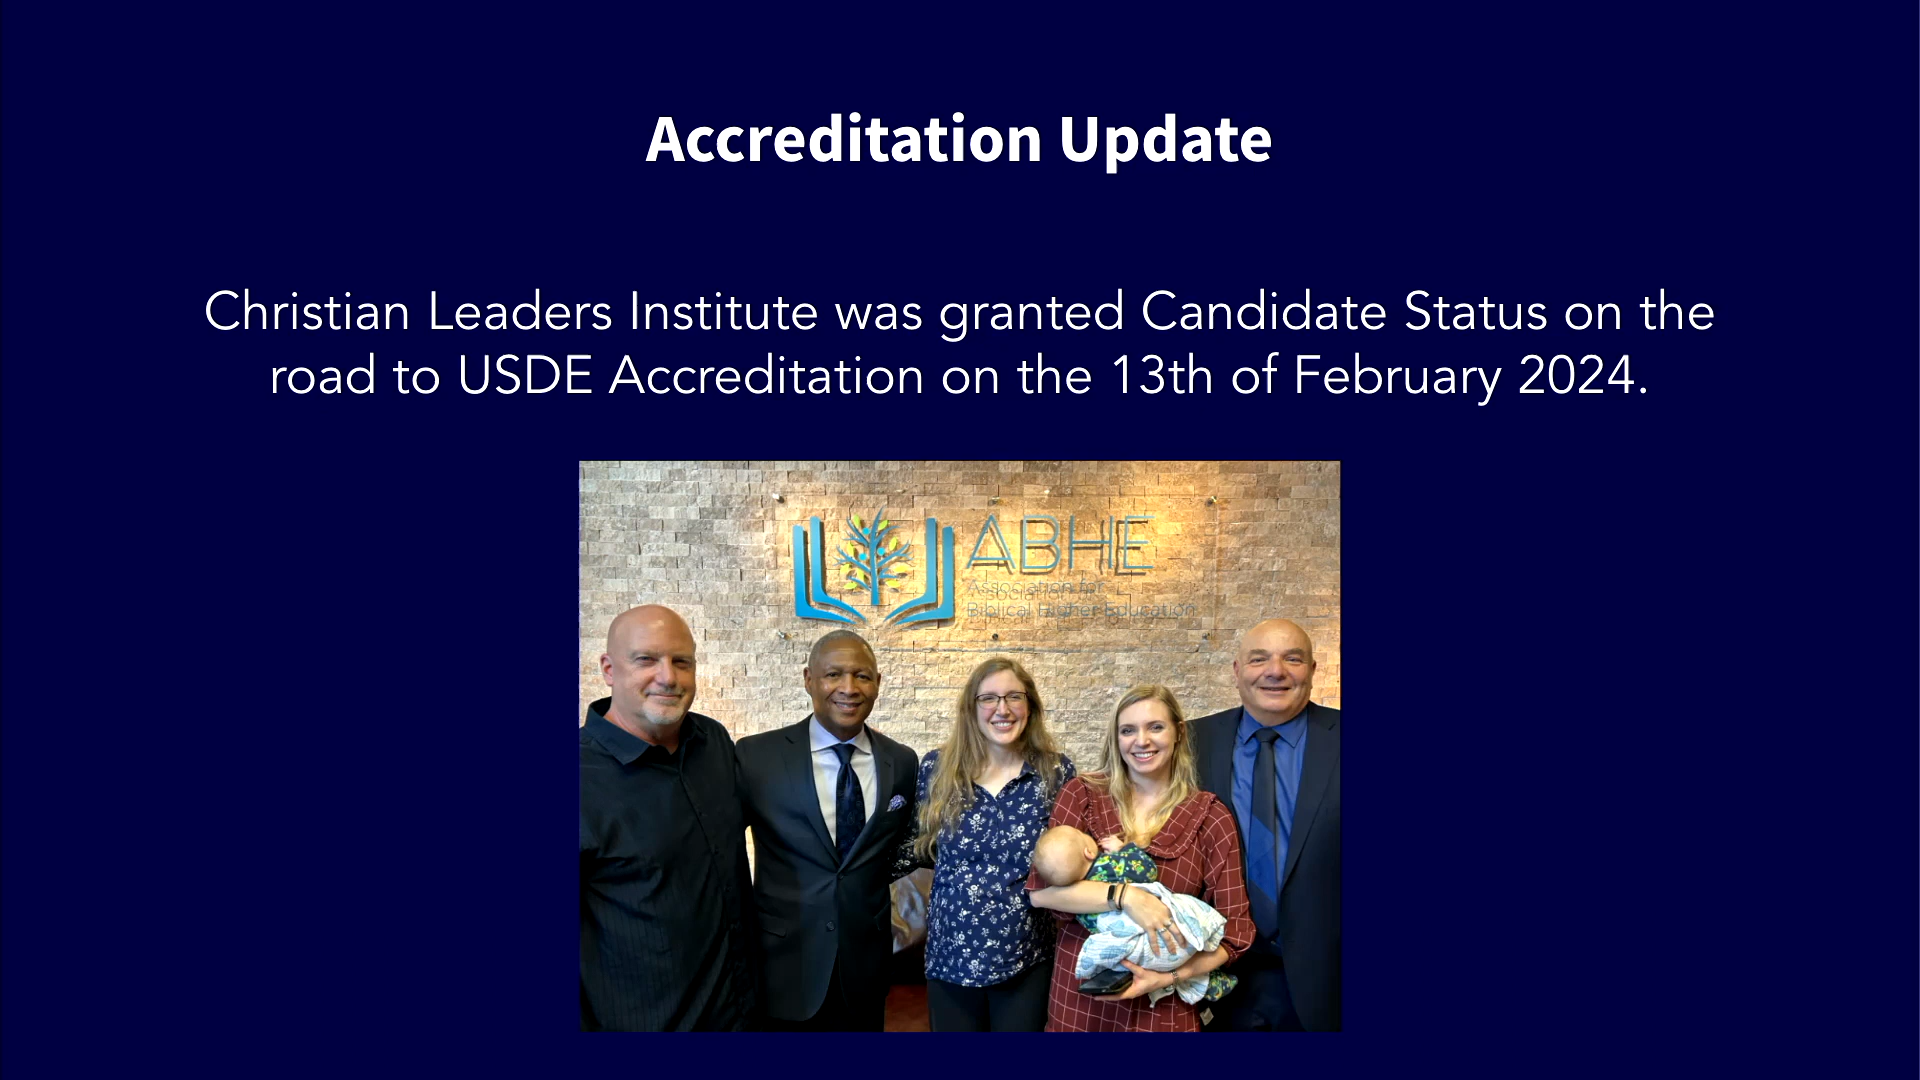 Accreditation Update
Christian Leaders Institute was granted Candidate Status on the
road to USDE Accreditation on the 13th of February 2024.
ABHE
Association for
Biblical Higher Education